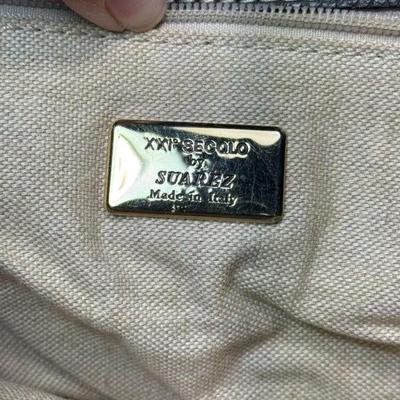 XXI° SECOLO
by
SUAREZ
Made in Italy